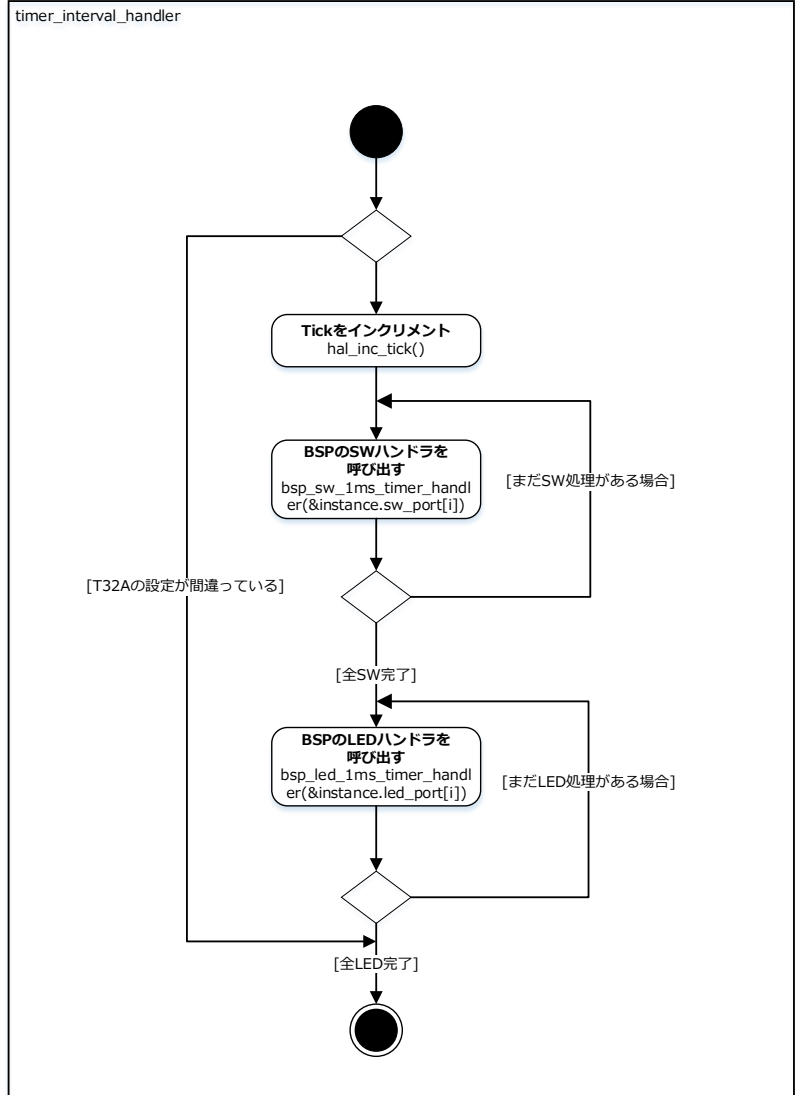 timer_interval_handler
Tickをインクリメント
hal_inc_tick()
BSPのSWハンドラを
呼び出す
bsp_sw_1ms_timer_handl
er(&instance.sw_port[i])
[まだSW処理がある場合]
[T32Aの設定が間違っている]
[全SW完了]
BSPのLEDハンドラを
呼び出す
bsp_led_1ms_timer_handl
er(&instance.led_port[i])
[まだLED処理がある場合]
[全LED完了]